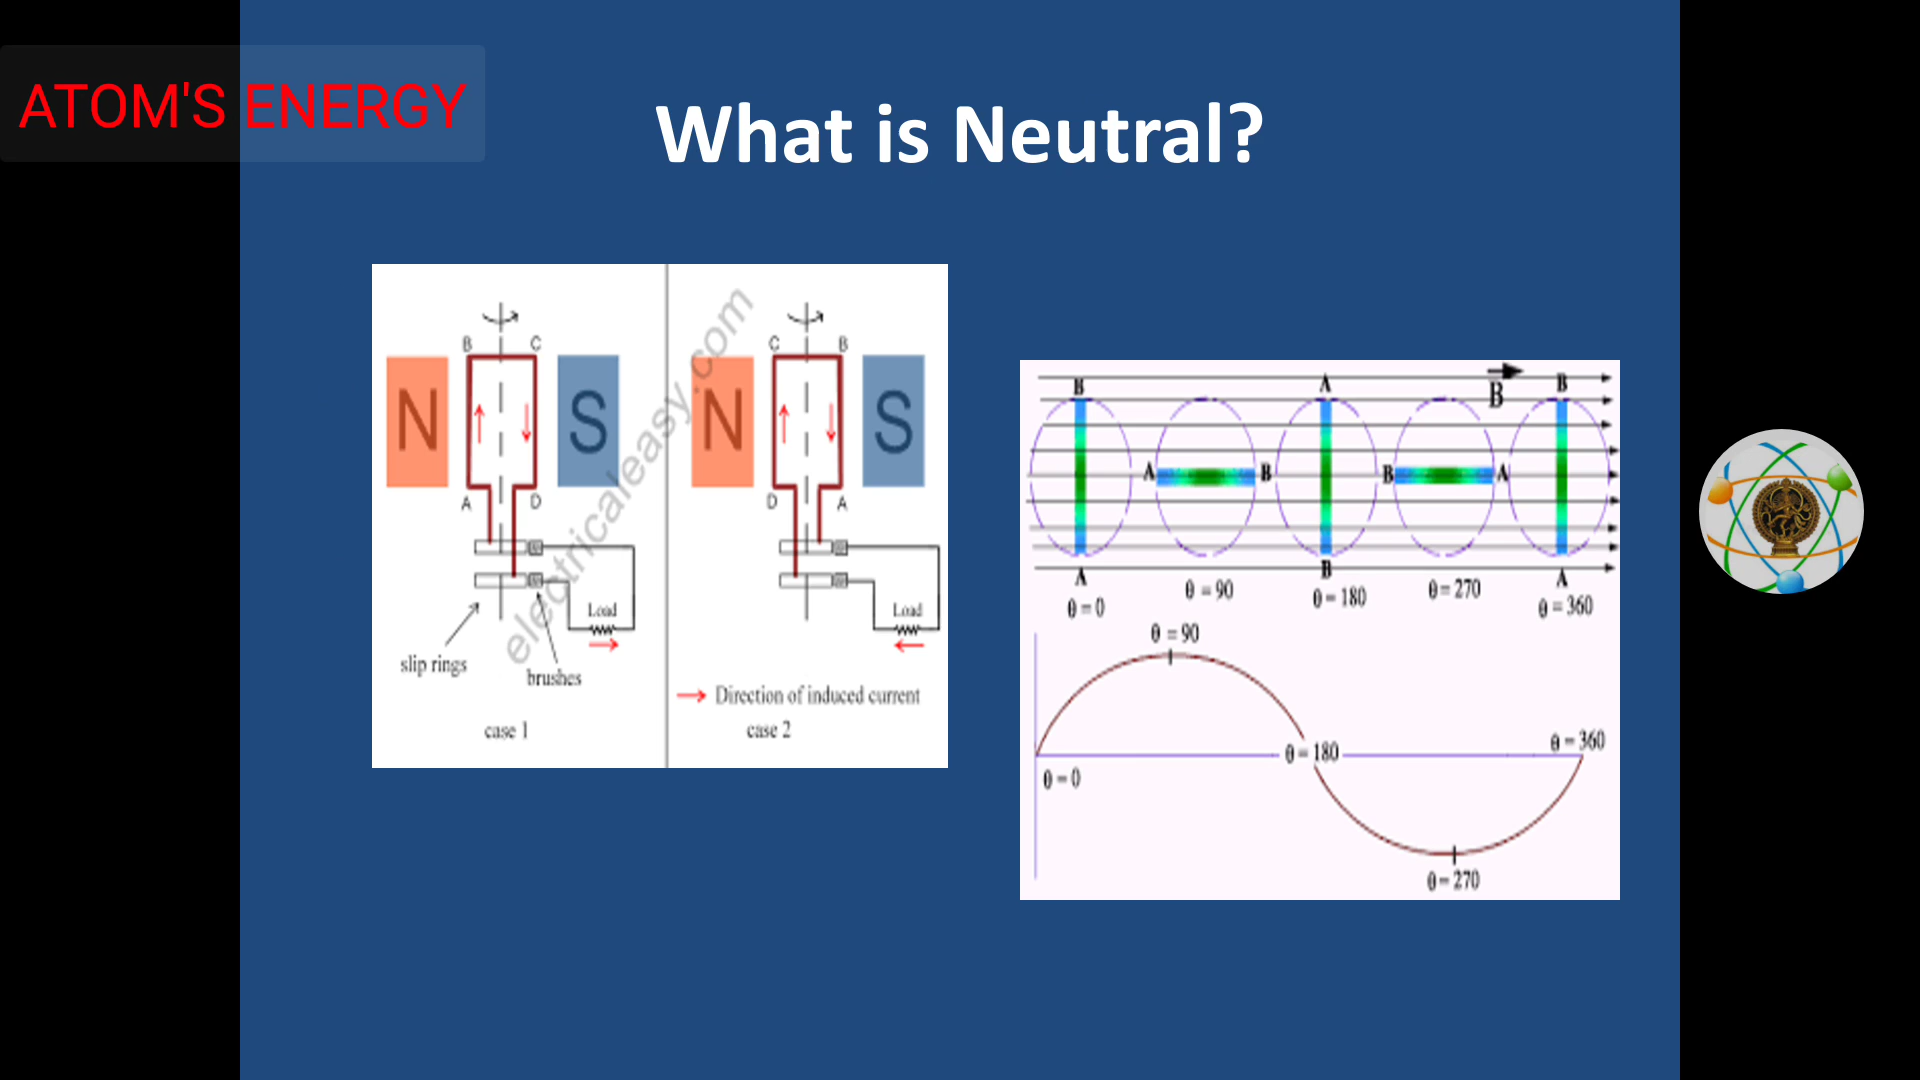 ATOM'S ENERGY
What is Neutral?
B C
C B
N S
N S
A D
D A
Load
Load
slip rings
brushes
Direction of induced current
case 1
case 2
electricaleasy.com
B
B A B
A B B A
A B A
θ = 0 θ = 90 θ = 180 θ = 270 θ = 360
θ = 90
θ = 180
θ = 360
θ = 0
θ = 270